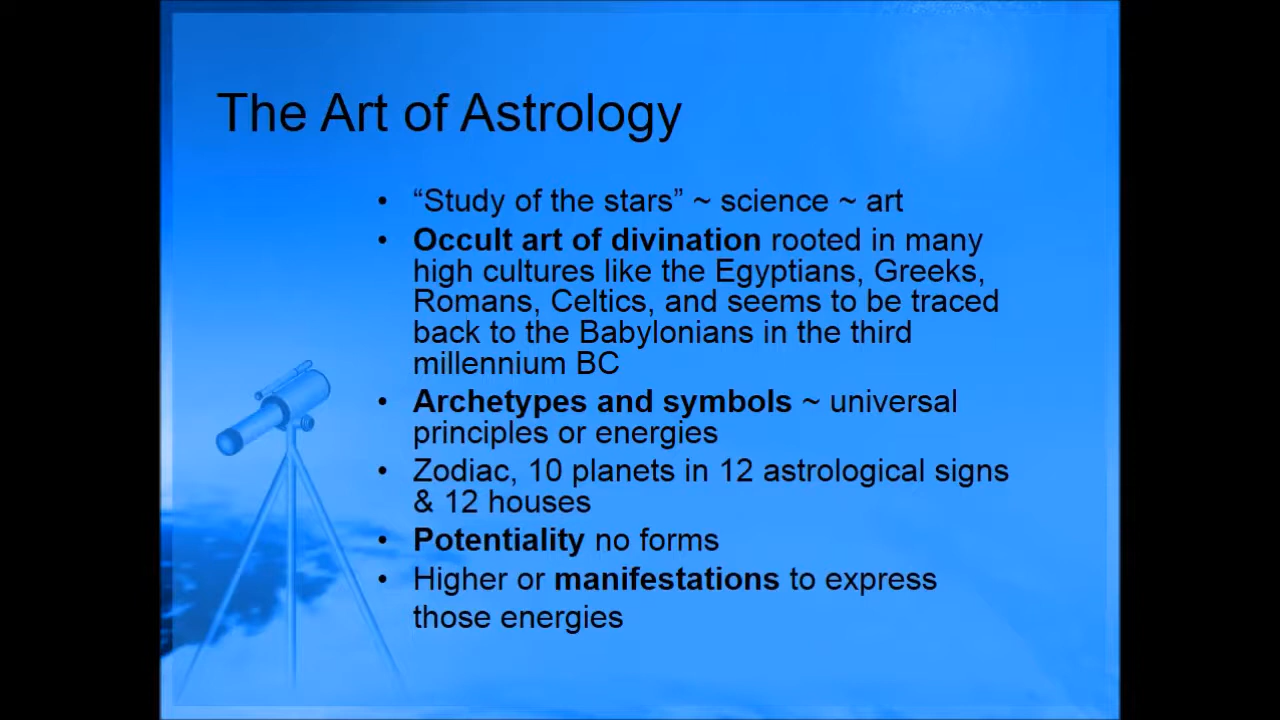 The Art of Astrology
• “Study of the stars” ~ science ~ art
• Occult art of divination rooted in many
high cultures like the Egyptians, Greeks,
Romans, Celtics, and seems to be traced
back to the Babylonians in the third
millennium BC
• Archetypes and symbols ~ universal
principles or energies
• Zodiac, 10 planets in 12 astrological signs
& 12 houses
• Potentiality no forms
• Higher or manifestations to express
those energies